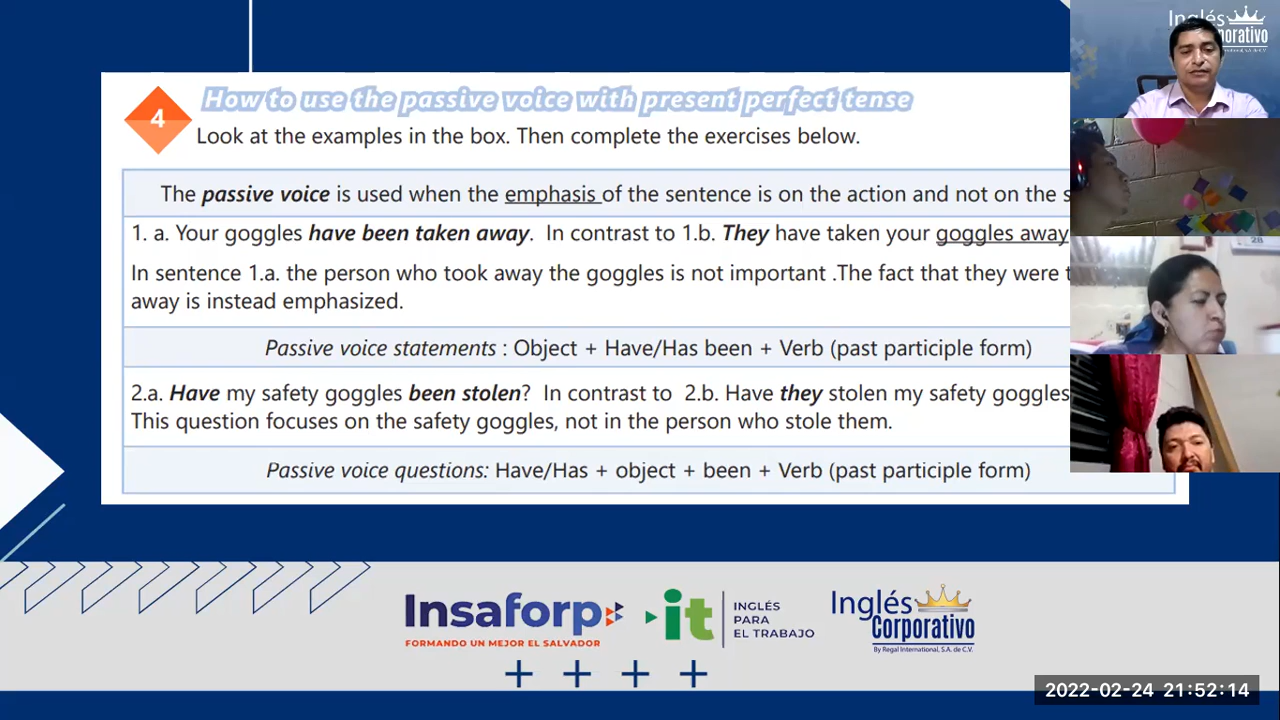 4
How to use the passive voice with present perfect tense
Look at the examples in the box. Then complete the exercises below.
The passive voice is used when the emphasis of the sentence is on the action and not on the
1. a. Your goggles have been taken away. In contrast to 1.b. They have taken your goggles away
In sentence 1.a. the person who took away the goggles is not important .The fact that they were
away is instead emphasized.
Passive voice statements : Object + Have/Has been + Verb (past participle form)
2.a. Have my safety goggles been stolen? In contrast to 2.b. Have they stolen my safety goggles
This question focuses on the safety goggles, not in the person who stole them.
Passive voice questions: Have/Has + object + been + Verb (past participle form)
Insaforp
FORMANDO UN MEJOR EL SALVADOR
it
INGLÉS
PARA
EL TRABAJO
Inglés
Corporativo
By Regal International, S.A. de C.V.
Inglés
orporativo
2022-02-24 21:52:14